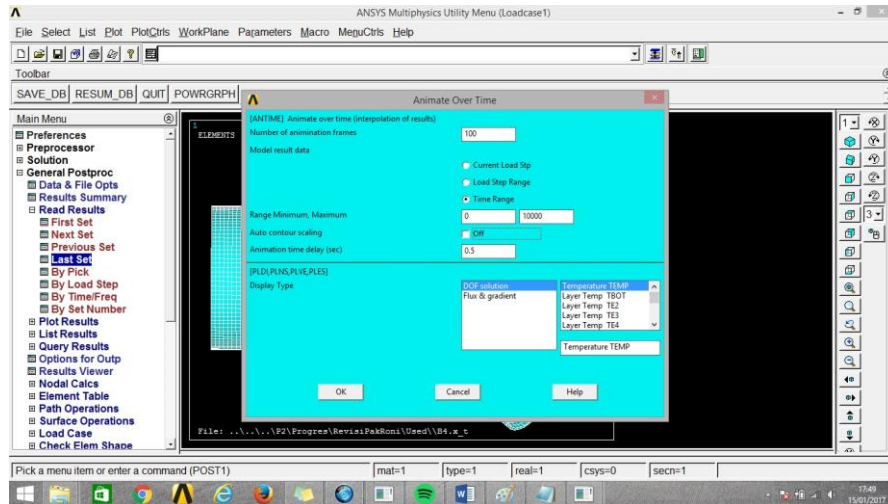 ANSYS Multiphysics Utility Menu (Loadcase1)
File Select List Plot PlotCtrls WorkPlane Parameters Macro MenuCtrls Help
Toolbar
SAVE_DB RESUM_DB QUIT POWRGRPH
Main Menu
Preferences
Preprocessor
Solution
General Postproc
Data & File Opts
Results Summary
Read Results
First Set
Next Set
Previous Set
Last Set
By Pick
By Load Step
By Time/Freq
By Set Number
Plot Results
List Results
Query Results
Options for Outp
Results Viewer
Nodal Calcs
Element Table
Path Operations
Surface Operations
Load Case
Check Elem Shape
1
ELEMENTS
File: ..\..\..\P2\Progres\RevisiPakRoni\Used\\B4.x_t
Animate Over Time
[ANTIME] Animate over time (interpolation of results)
Number of animination frames 100
Model result data
Current Load Stp
Load Step Range
Time Range
Range Minimum, Maximum 0 10000
Auto contour scaling Off
Animation time delay (sec) 0.5
[PLDI,PLNS,PLVE,PLES]
Display Type
DOF solution
Flux & gradient
Temperature TEMP
Layer Temp TBOT
Layer Temp TE2
Layer Temp TE3
Layer Temp TE4
Temperature TEMP
OK Cancel Help
1
3
Pick a menu item or enter a command (POST1) mat=1 type=1 real=1 csys=0 secn=1
17:49
15/01/2017